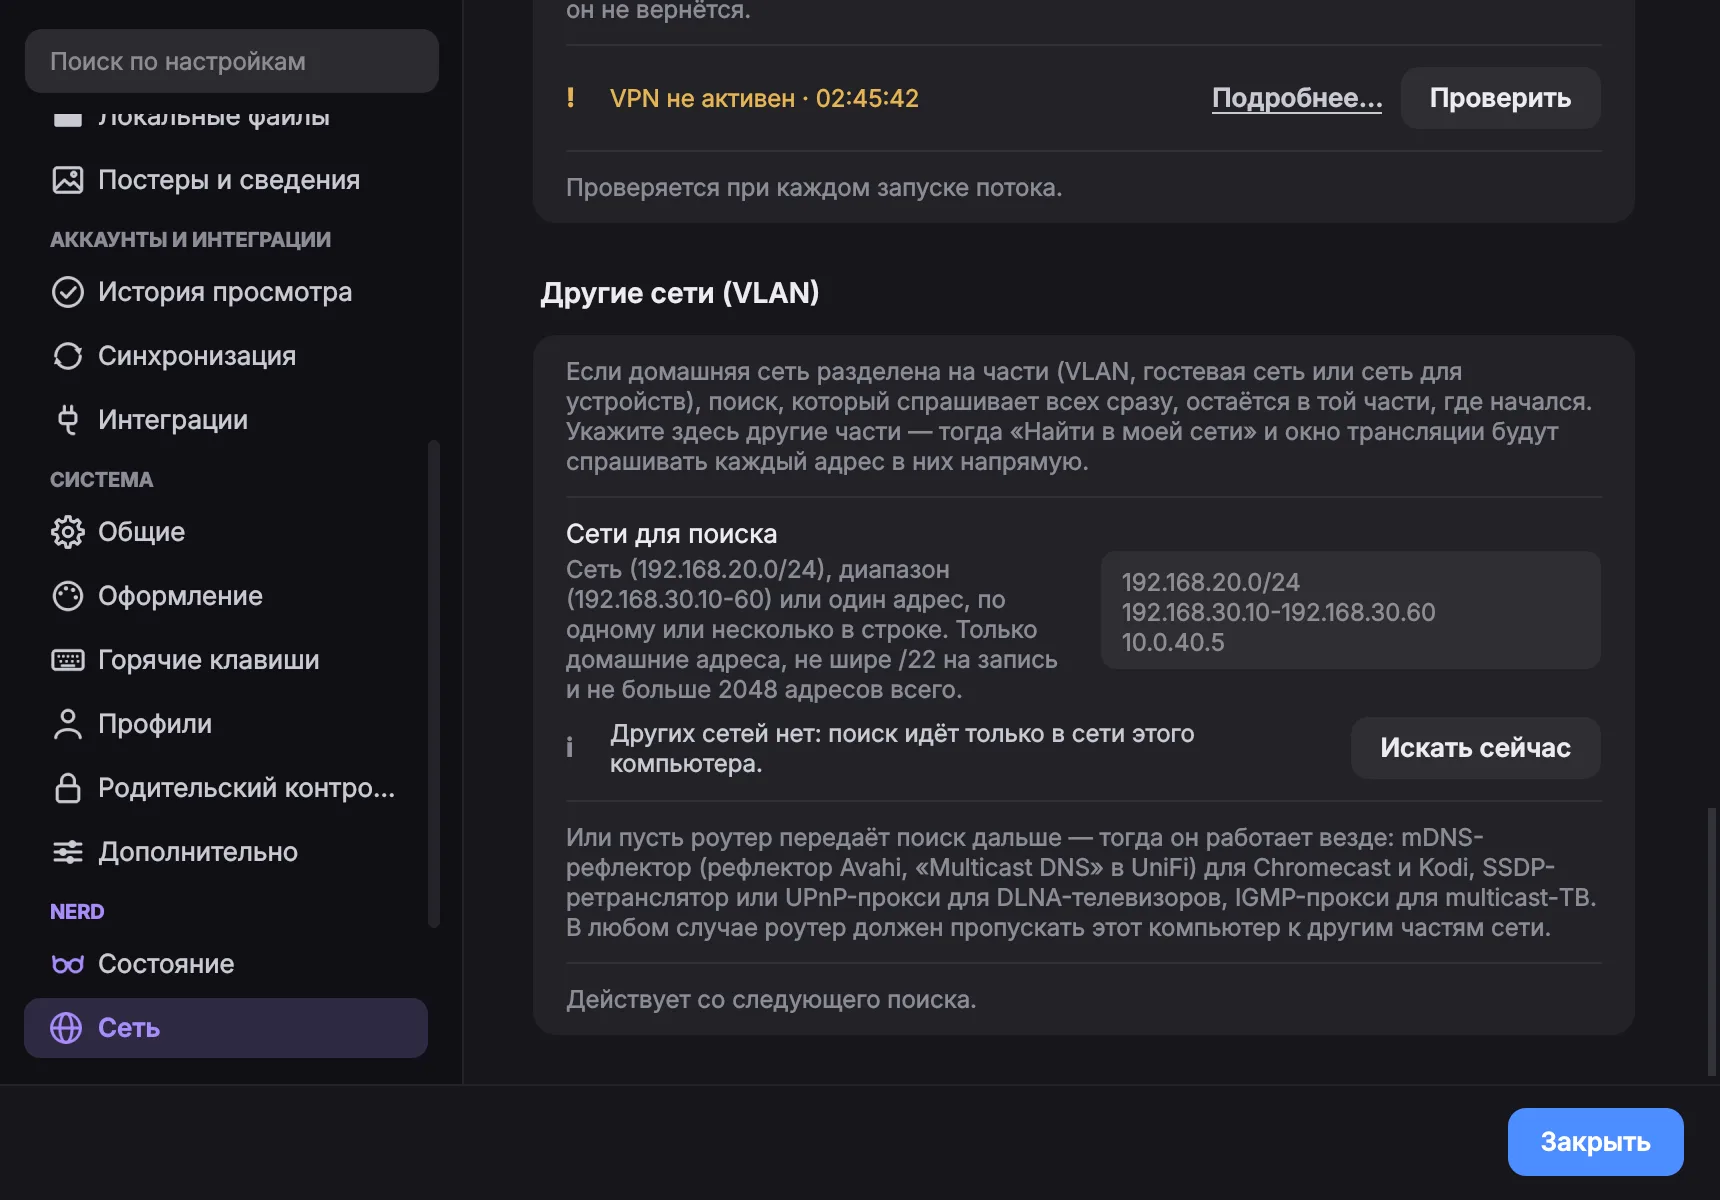 Поиск по настройкам
Локальные файлы
Постеры и сведения
АККАУНТЫ И ИНТЕГРАЦИИ
История просмотра
Синхронизация
Интеграции
СИСТЕМА
Общие
Оформление
Горячие клавиши
Профили
Родительский контро...
Дополнительно
NERD
Состояние
Сеть
он не вернётся.
! VPN не активен · 02:45:42
Подробнее...
Проверить
Проверяется при каждом запуске потока.
Другие сети (VLAN)
Если домашняя сеть разделена на части (VLAN, гостевая сеть или сеть для
устройств), поиск, который спрашивает всех сразу, остаётся в той части, где начался.
Укажите здесь другие части — тогда «Найти в моей сети» и окно трансляции будут
спрашивать каждый адрес в них напрямую.
Сети для поиска
Сеть (192.168.20.0/24), диапазон
(192.168.30.10-60) или один адрес, по
одному или несколько в строке. Только
домашние адреса, не шире /22 на запись
и не больше 2048 адресов всего.
192.168.20.0/24
192.168.30.10-192.168.30.60
10.0.40.5
Других сетей нет: поиск идёт только в сети этого
компьютера.
Искать сейчас
Или пусть роутер передаёт поиск дальше — тогда он работает везде: mDNS-
рефлектор (рефлектор Avahi, «Multicast DNS» в UniFi) для Chromecast и Kodi, SSDP-
ретранслятор или UPnP-прокси для DLNA-телевизоров, IGMP-прокси для multicast-ТВ.
В любом случае роутер должен пропускать этот компьютер к другим частям сети.
Действует со следующего поиска.
Закрыть